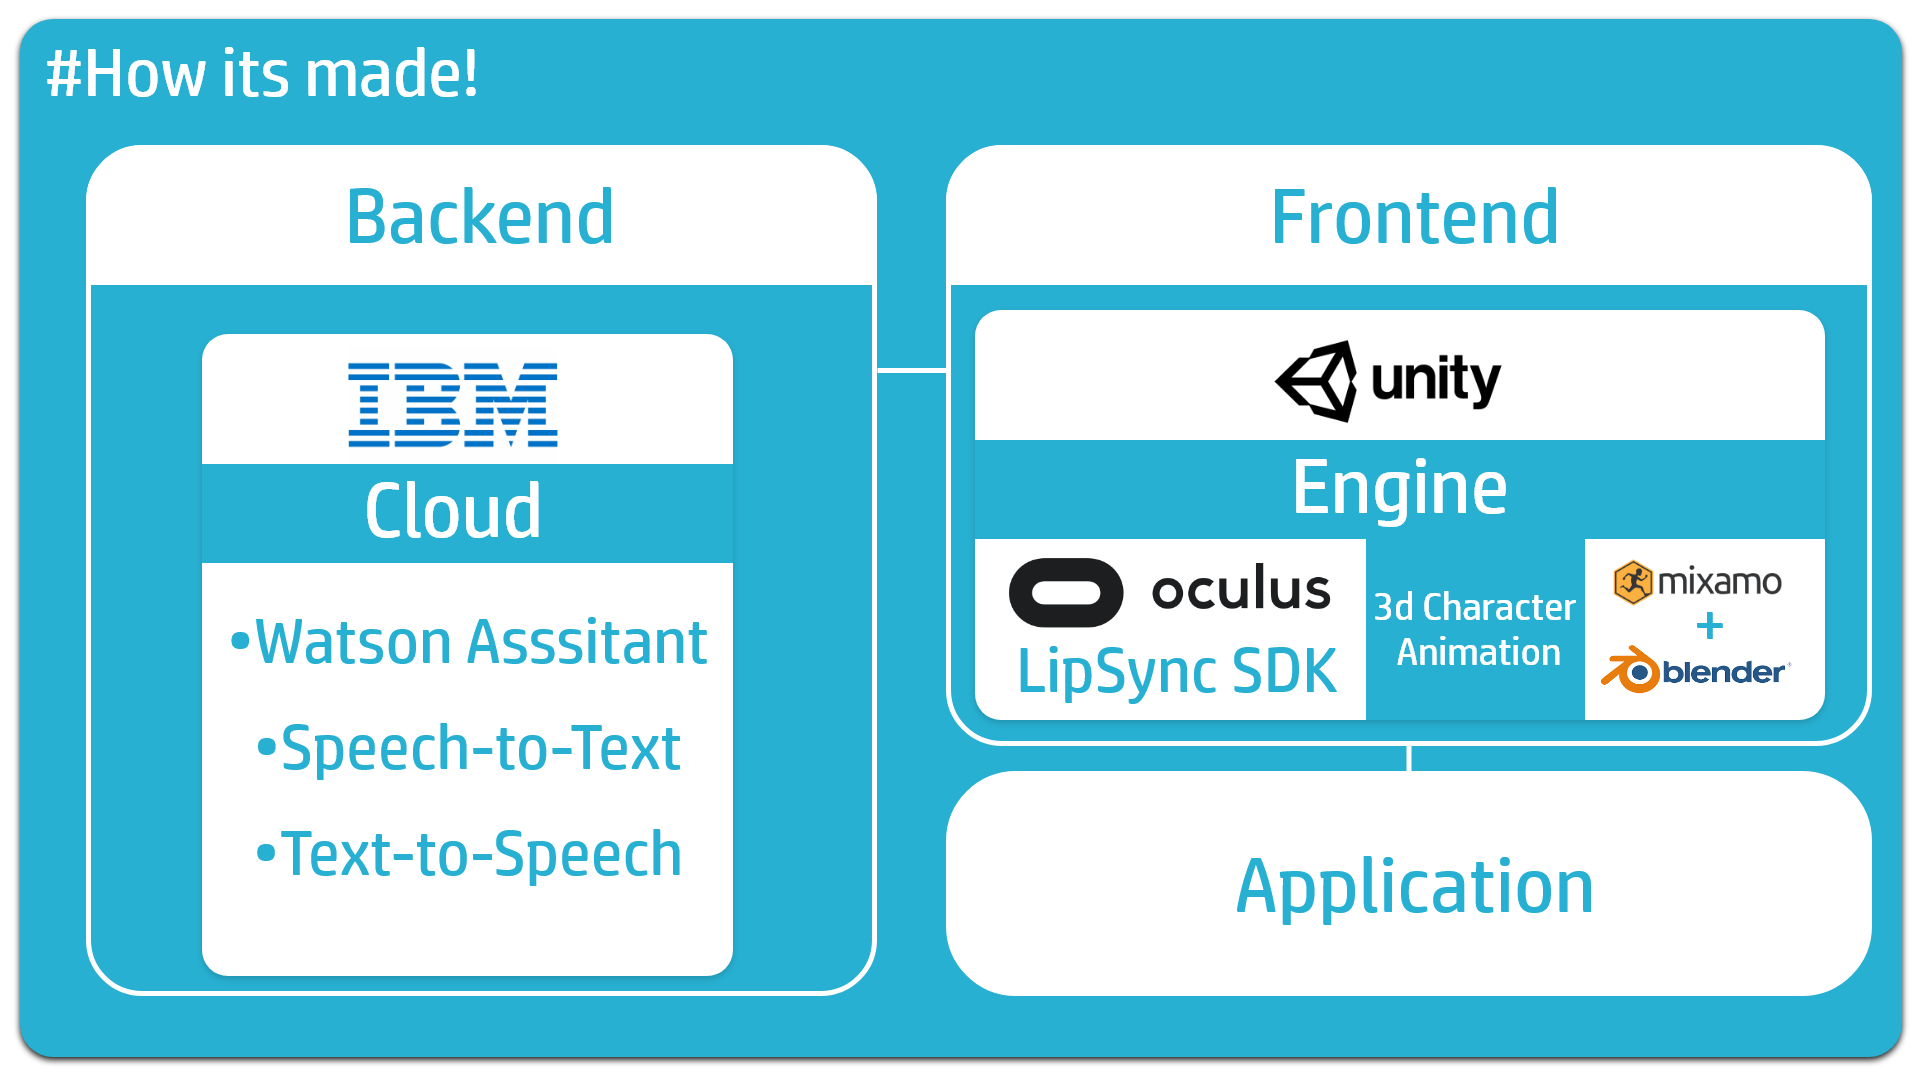 #How its made!
Backend
IBM
Cloud
•Watson Asssitant
•Speech-to-Text
•Text-to-Speech
Frontend
unity
Engine
oculus
LipSync SDK
3d Character
Animation
mixamo
+
blender
Application